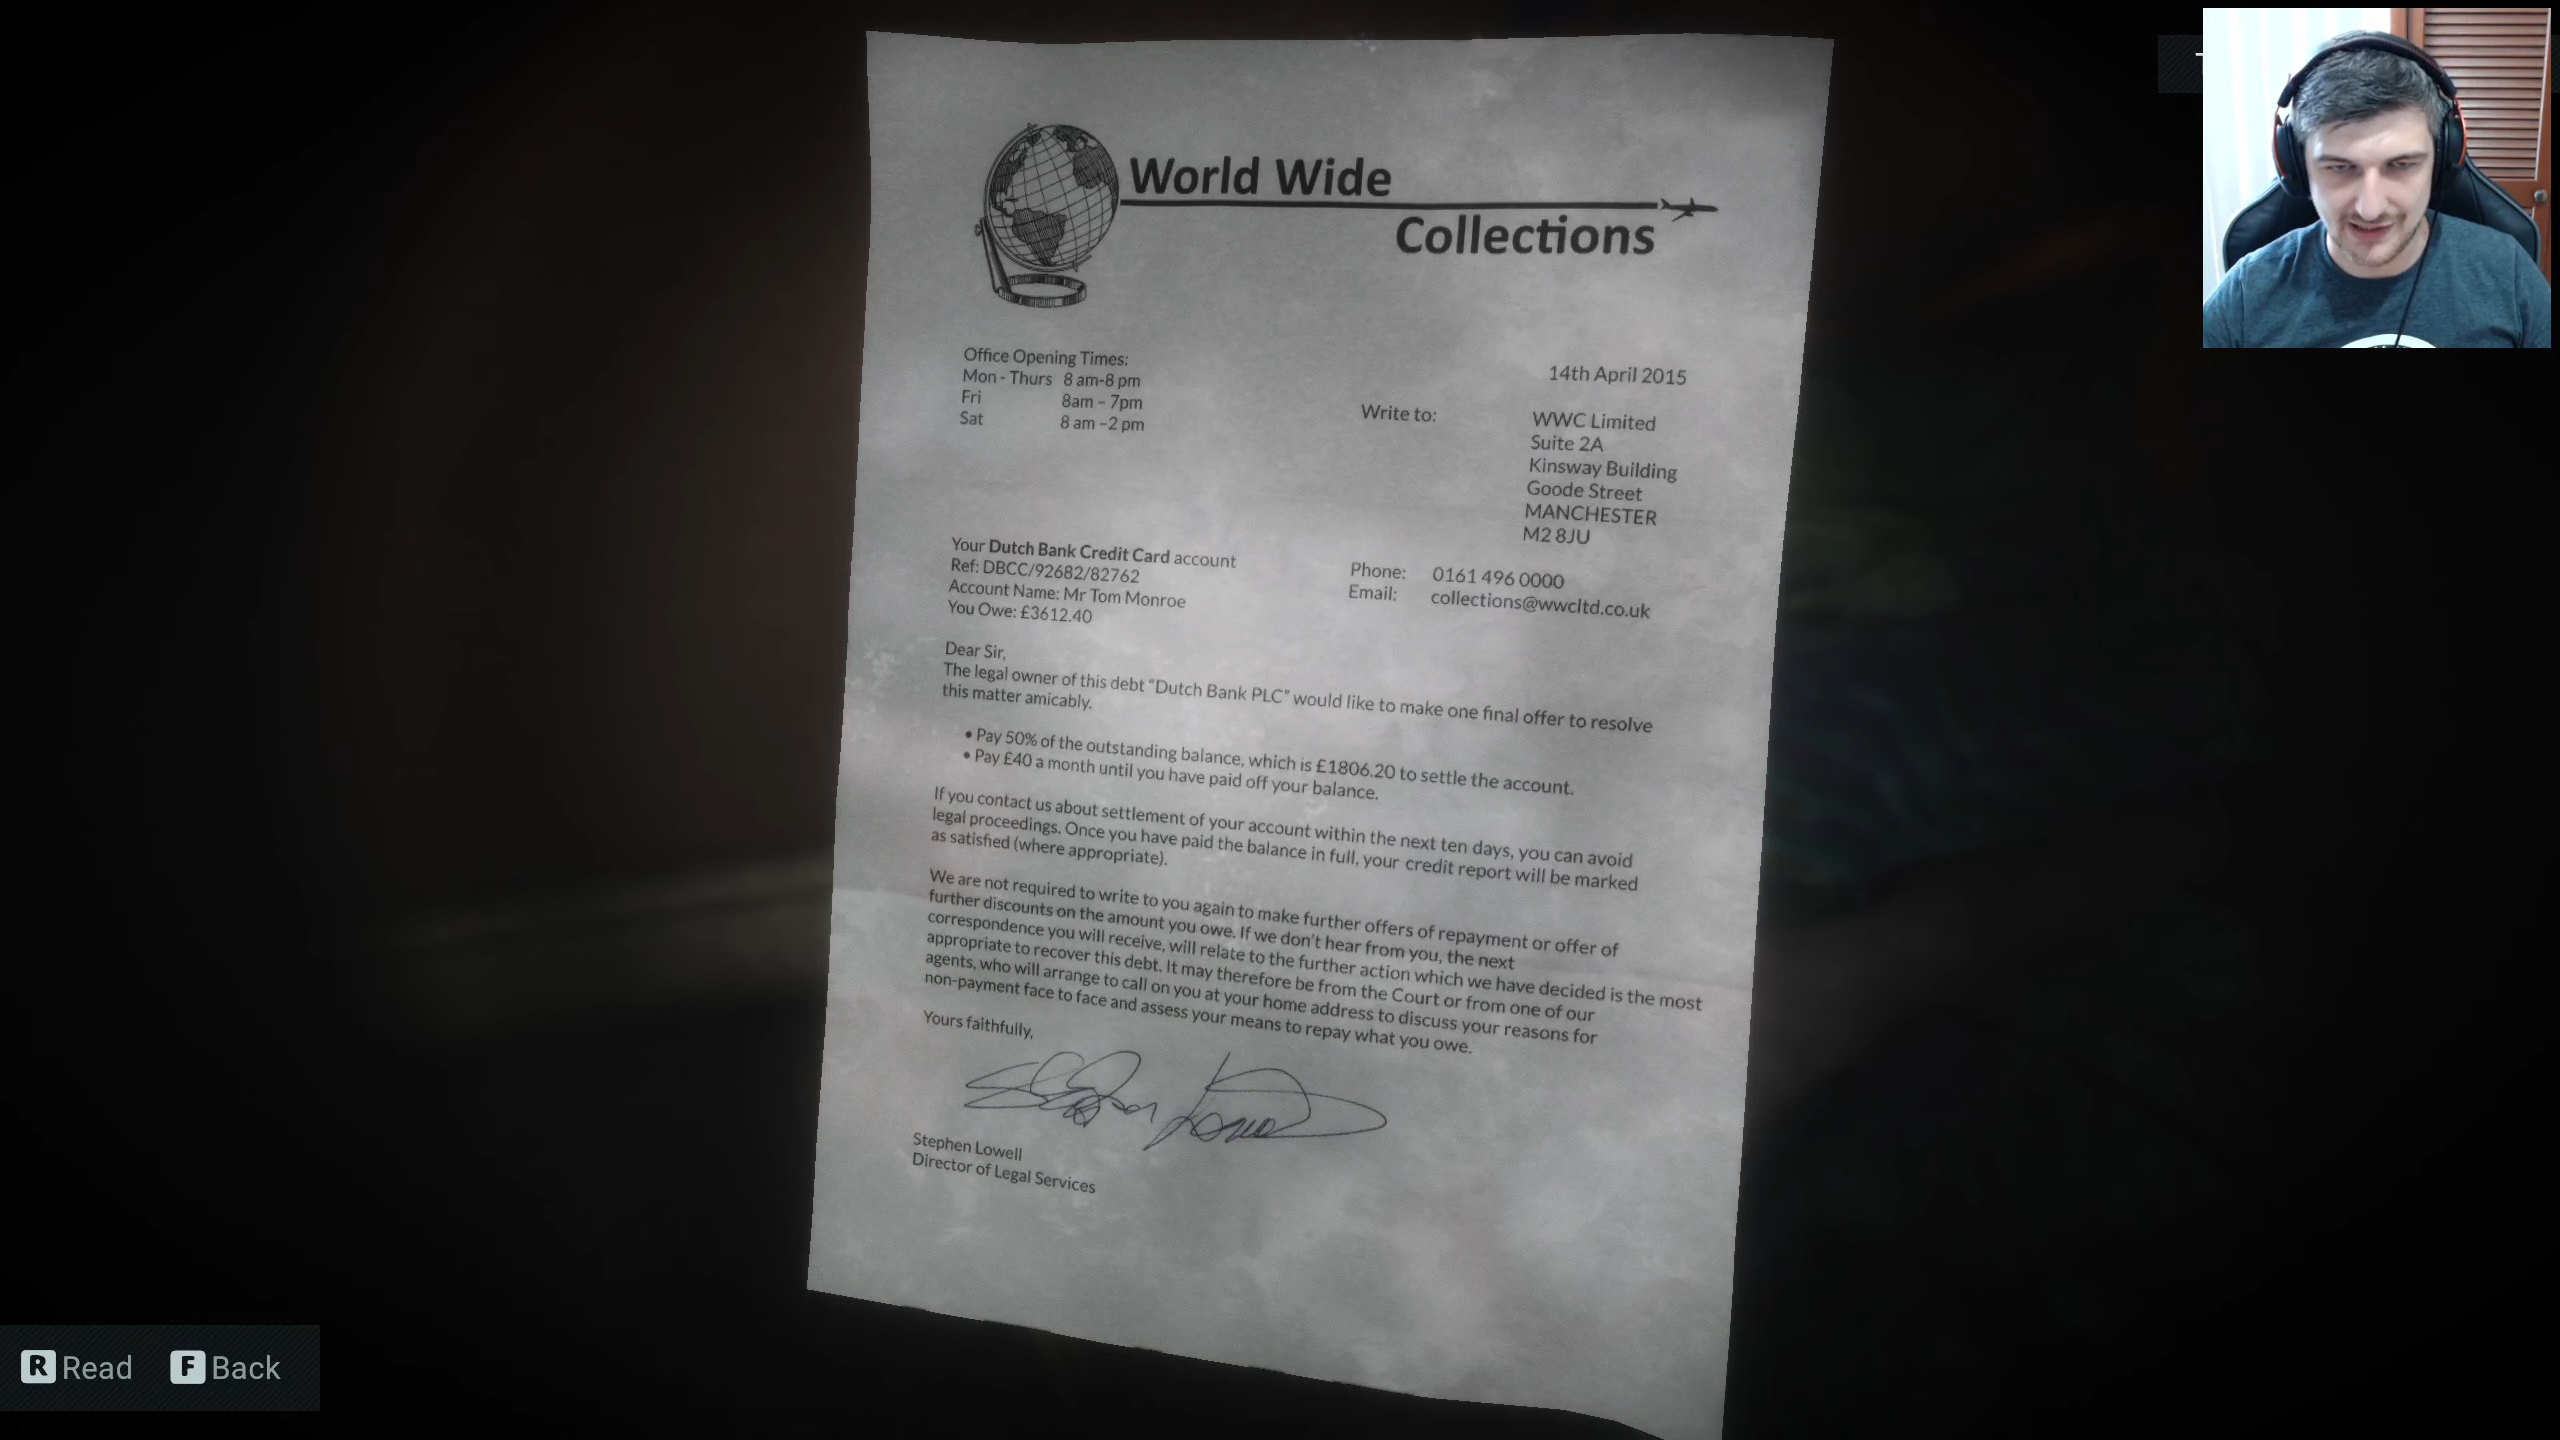 World Wide
Collections
Office Opening Times:
Mon - Thurs 8 am-8 pm
Fri 8am – 7pm
Sat 8 am –2 pm
14th April 2015
Write to: WWC Limited
Suite 2A
Kinsway Building
Goode Street
MANCHESTER
M2 8JU
Your Dutch Bank Credit Card account
Ref: DBCC/92682/82762
Account Name: Mr Tom Monroe
You Owe: £3612.40
Phone: 0161 496 0000
Email: collections@wwcltd.co.uk
Dear Sir,
The legal owner of this debt “Dutch Bank PLC” would like to make one final offer to resolve
this matter amicably.
• Pay 50% of the outstanding balance, which is £1806.20 to settle the account.
• Pay £40 a month until you have paid off your balance.
If you contact us about settlement of your account within the next ten days, you can avoid
legal proceedings. Once you have paid the balance in full, your credit report will be marked
as satisfied (where appropriate).
We are not required to write to you again to make further offers of repayment or offer of
further discounts on the amount you owe. If we don't hear from you, the next
correspondence you will receive, will relate to the further action which we have decided is the most
appropriate to recover this debt. It may therefore be from the Court or from one of our
agents, who will arrange to call on you at your home address to discuss your reasons for
non-payment face to face and assess your means to repay what you owe.
Yours faithfully,
Stephen Lowell
Director of Legal Services
R Read F Back